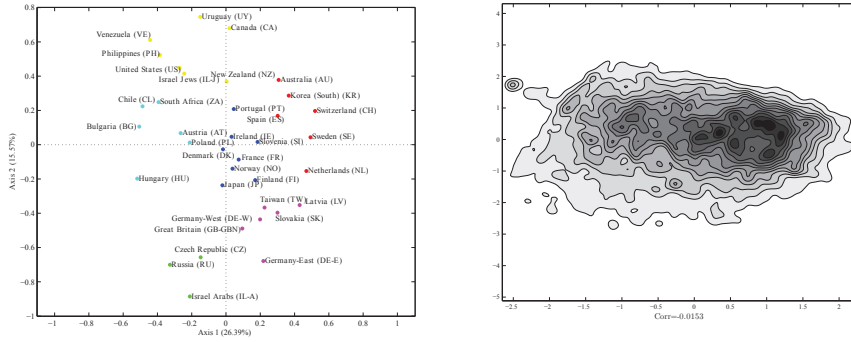 0.8
0.6
0.4
0.2
0
−0.2
−0.4
−0.6
−0.8
−1
Axis 2 (15.57%)
Uruguay (UY)
Canada (CA)
Venezuela (VE)
Philippines (PH)
United States (US)
Israel Jews (IL-J)
New Zealand (NZ)
Australia (AU)
Korea (South) (KR)
Chile (CL)
South Africa (ZA)
Portugal (PT)
Switzerland (CH)
Spain (ES)
Bulgaria (BG)
Austria (AT)
Ireland (IE)
Sweden (SE)
Poland (PL)
Slovenia (SI)
Denmark (DK)
France (FR)
Norway (NO)
Netherlands (NL)
Hungary (HU)
Finland (FI)
Japan (JP)
Taiwan (TW)
Latvia (LV)
Germany-West (DE-W)
Slovakia (SK)
Great Britain (GB-GBN)
Czech Republic (CZ)
Russia (RU)
Germany-East (DE-E)
Israel Arabs (IL-A)
−1 −0.8 −0.6 −0.4 −0.2 0 0.2 0.4 0.6 0.8 1
Axis 1 (26.39%)
4
3
2
1
0
−1
−2
−3
−4
−5
−2.5 −2 −1.5 −1 −0.5 0 0.5 1 1.5 2
Corr=-0.0153